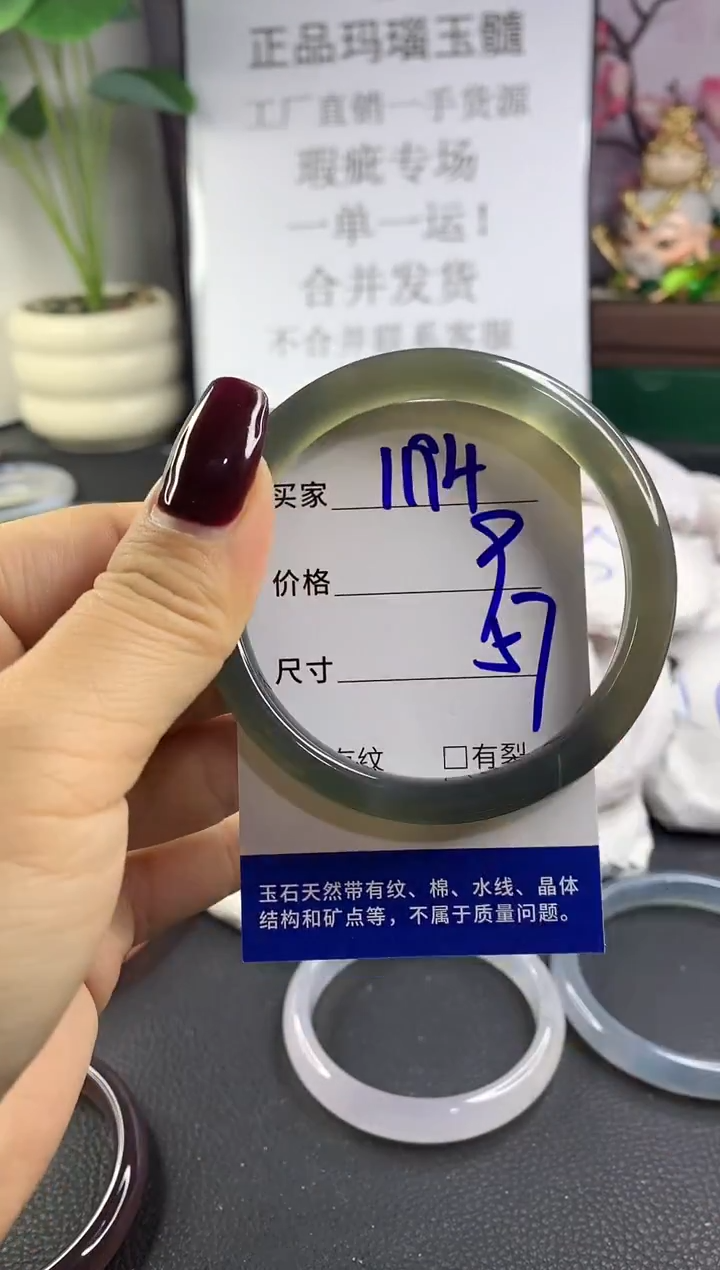 正品玛瑙玉髓
工厂直销一手货源
瑕疵专场
一单一运!
合并发货
不合并联系客服
买家 104
价格
尺寸 57
有纹 □有裂
玉石天然带有纹、棉、水线、晶体
结构和矿点等，不属于质量问题。